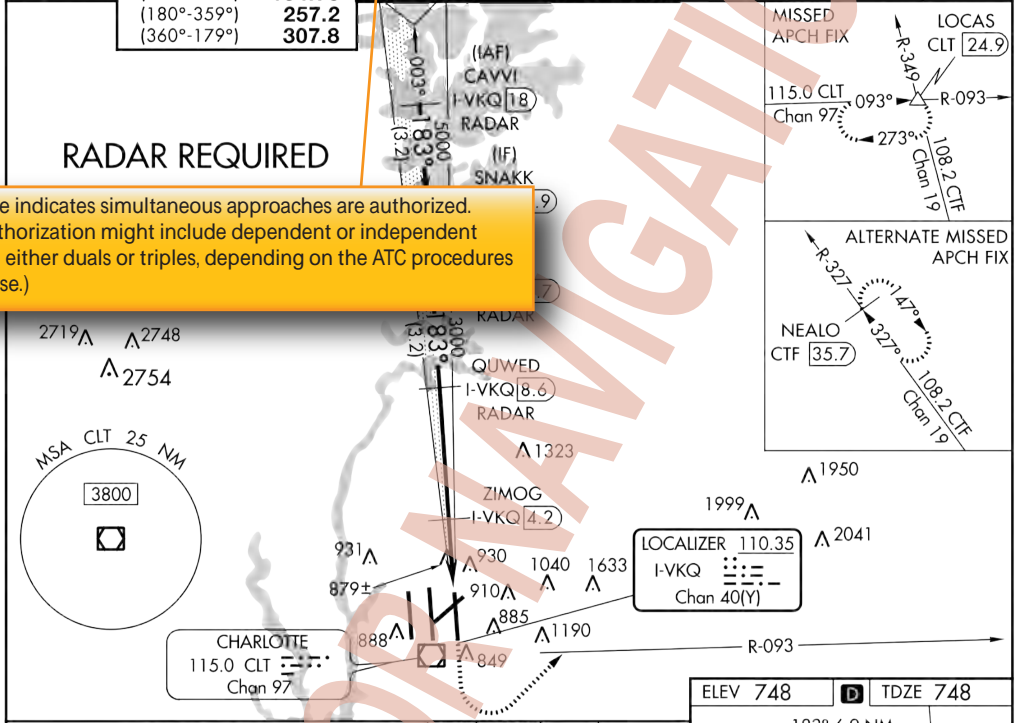 (180°-359°) 257.2
(360°-179°) 307.8
RADAR REQUIRED
003°
(IAF)
CAVVI
I-VKQ 18
RADAR
183°
5000
(3.2)
(IF)
SNAKK
.9
e indicates simultaneous approaches are authorized.
thorization might include dependent or independent
either duals or triples, depending on the ATC procedures
se.)
.7
RADAR
183°
3000
(3.2)
QUWED
I-VKQ 8.6
RADAR
ZIMOG
I-VKQ 4.2
2719
2748
2754
MSA CLT 25 NM
3800
1323
931
879±
930
910
1040
1633
885
888
849
1190
1950
1999
2041
LOCALIZER 110.35
I-VKQ
Chan 40(Y)
CHARLOTTE
115.0 CLT
Chan 97
R-093
MISSED
APCH FIX
LOCAS
CLT 24.9
R-349
115.0 CLT
Chan 97
093°
R-093
273°
108.2 CTF
Chan 19
ALTERNATE MISSED
APCH FIX
R-327
147°
NEALO
CTF 35.7
327°
108.2 CTF
Chan 19
ELEV 748
D
TDZE 748
OR NAVIGATIO